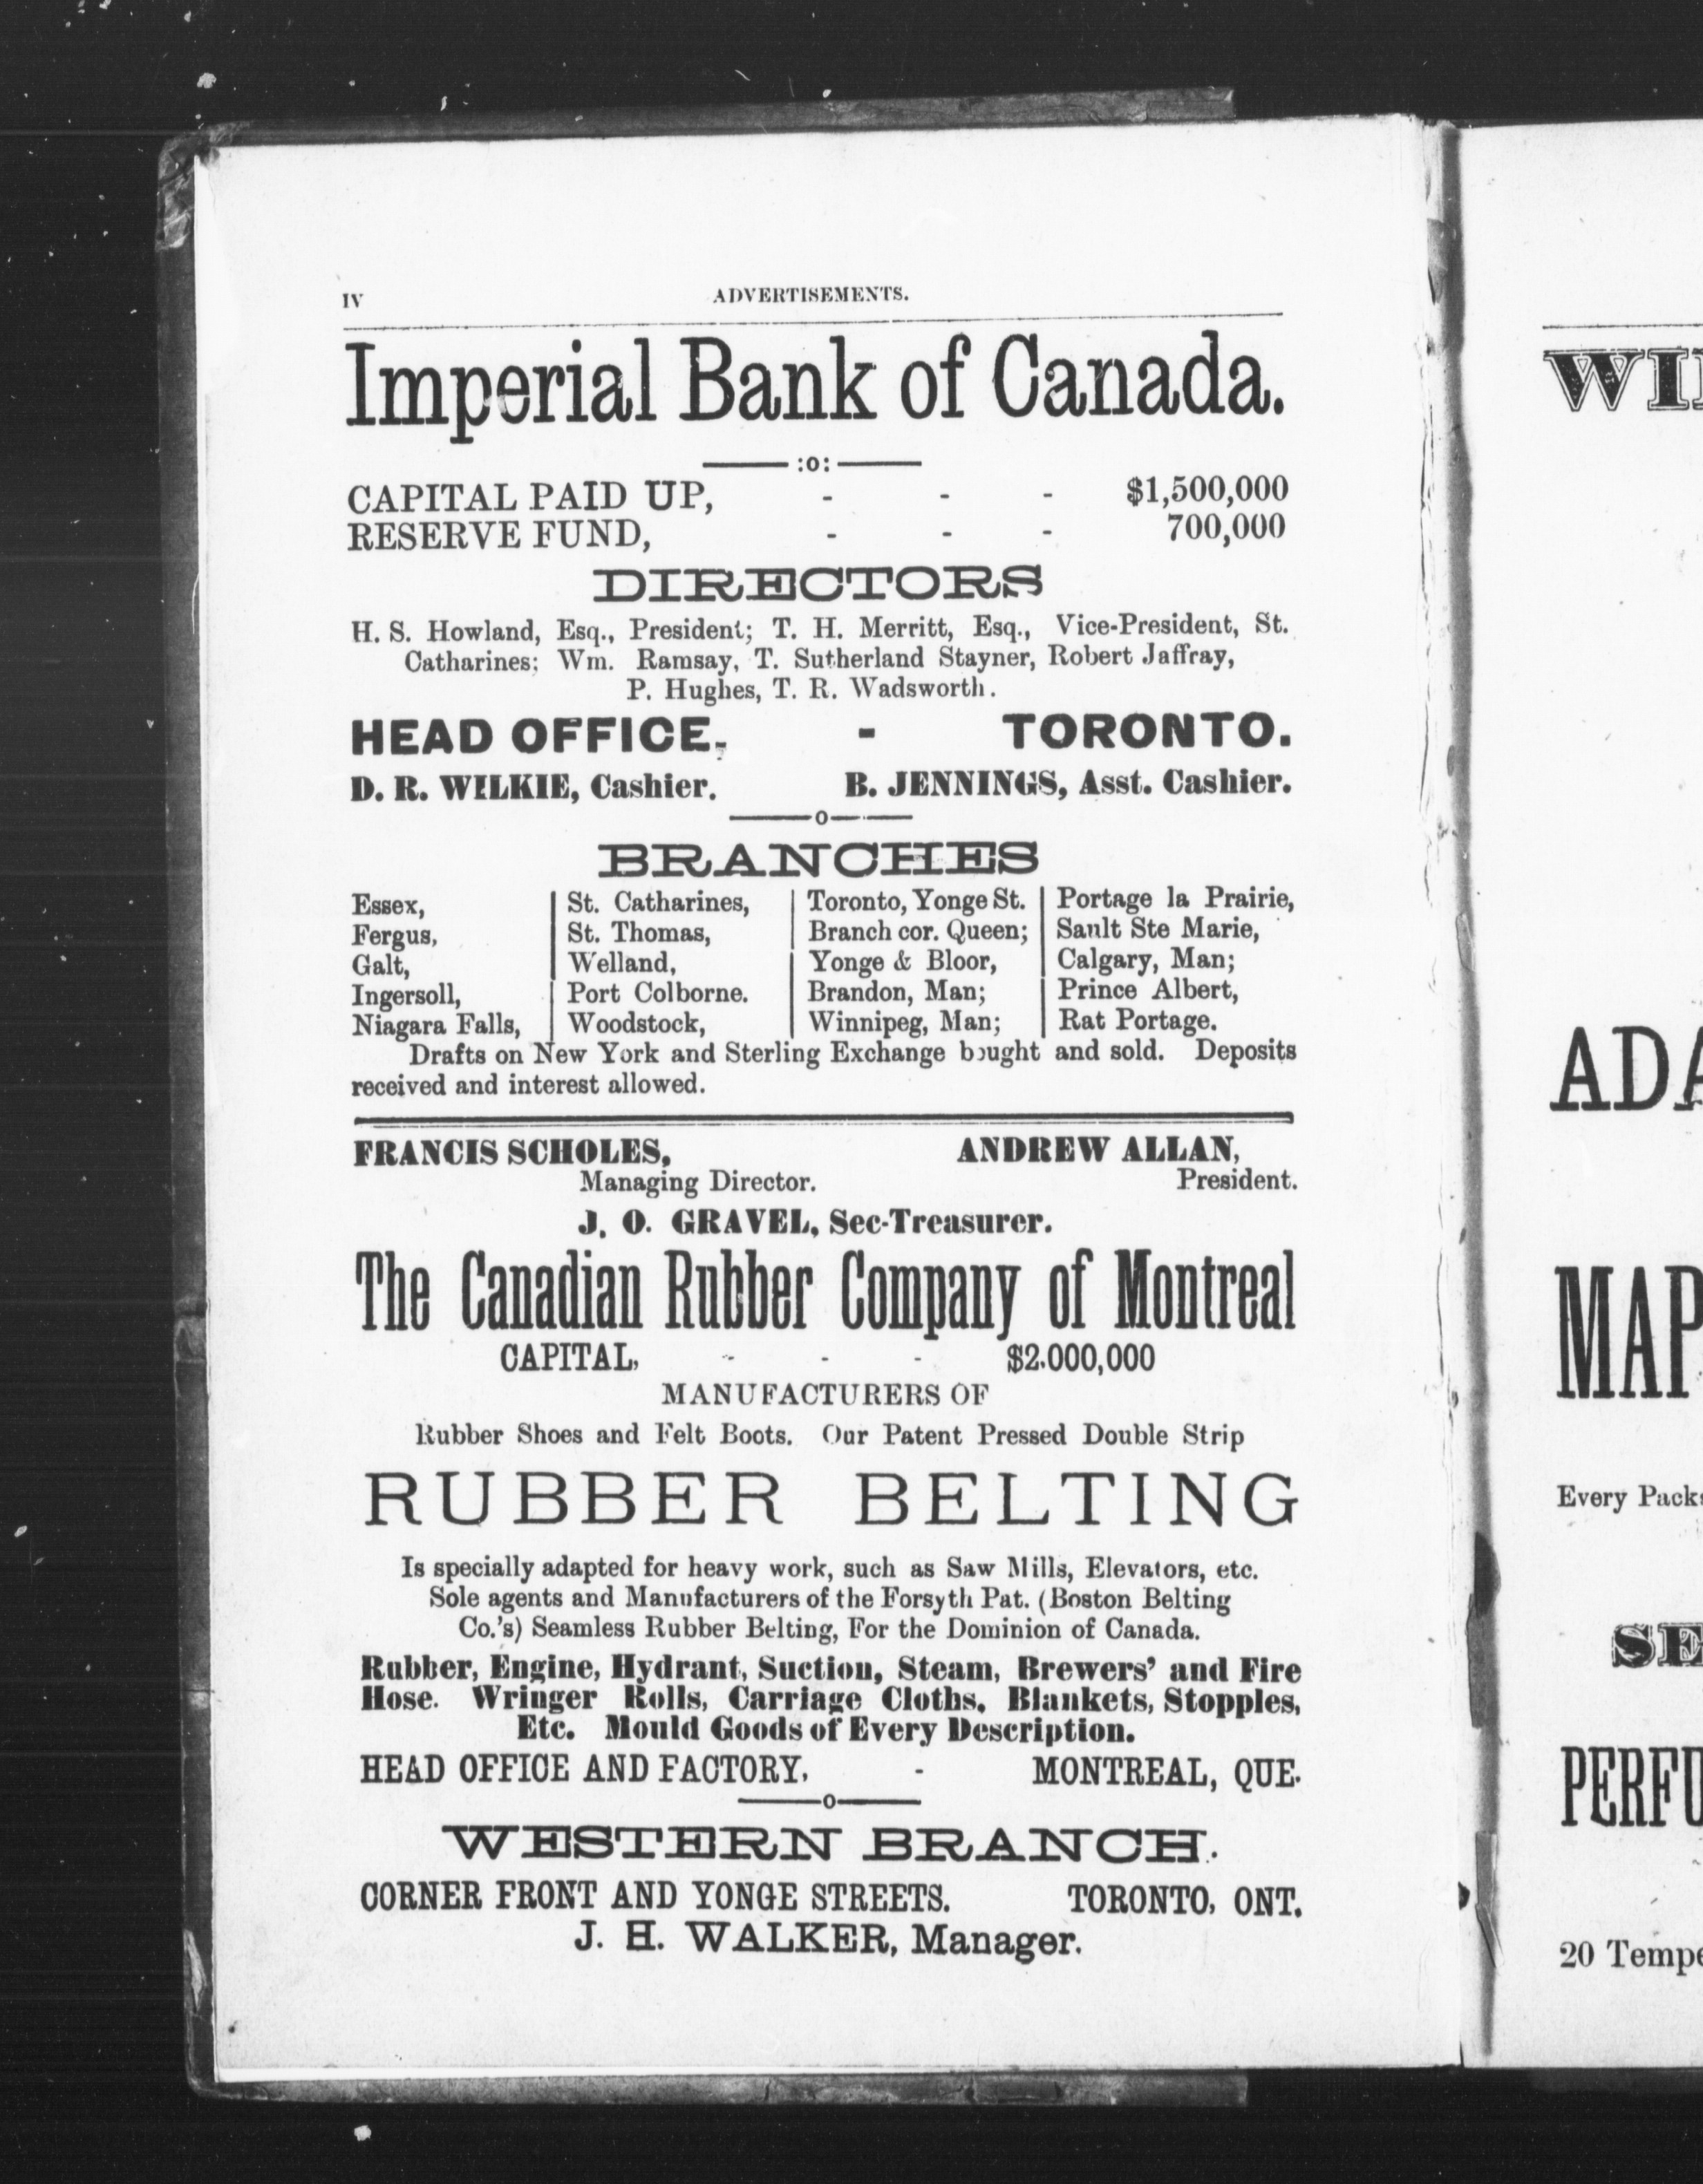 IV ADVERTISEMENTS.
Imperial Bank of Canada.
:o:
CAPITAL PAID UP, - - - $1,500,000
RESERVE FUND, - - - 700,000
DIRECTORS
H. S. Howland, Esq., President; T. H. Merritt, Esq., Vice-President, St.
Catharines; Wm. Ramsay, T. Sutherland Stayner, Robert Jaffray,
P. Hughes, T. R. Wadsworth.
HEAD OFFICE, - TORONTO.
D. R. WILKIE, Cashier. B. JENNINGS, Asst. Cashier.
o
BRANCHES
Essex, St. Catharines, Toronto, Yonge St. Portage la Prairie,
Fergus, St. Thomas, Branch cor. Queen; Sault Ste Marie,
Galt, Welland, Yonge & Bloor, Calgary, Man;
Ingersoll, Port Colborne. Brandon, Man; Prince Albert,
Niagara Falls, Woodstock, Winnipeg, Man; Rat Portage.
Drafts on New York and Sterling Exchange bought and sold. Deposits
received and interest allowed.
FRANCIS SCHOLES, ANDREW ALLAN,
Managing Director. President.
J. O. GRAVEL, Sec-Treasurer.
The Canadian Rubber Company of Montreal
CAPITAL, - - - $2.000,000
MANUFACTURERS OF
Rubber Shoes and Felt Boots. Our Patent Pressed Double Strip
RUBBER BELTING
Is specially adapted for heavy work, such as Saw Mills, Elevators, etc.
Sole agents and Manufacturers of the Forsyth Pat. (Boston Belting
Co.'s) Seamless Rubber Belting, For the Dominion of Canada.
Rubber, Engine, Hydrant, Suction, Steam, Brewers' and Fire
Hose. Wringer Rolls, Carriage Cloths, Blankets, Stopples,
Etc. Mould Goods of Every Description.
HEAD OFFICE AND FACTORY, - MONTREAL, QUE.
o
WESTERN BRANCH.
CORNER FRONT AND YONGE STREETS. TORONTO, ONT.
J. H. WALKER, Manager.
ADA
MAP
Every Pack
SE
PERFU
20 Tempe